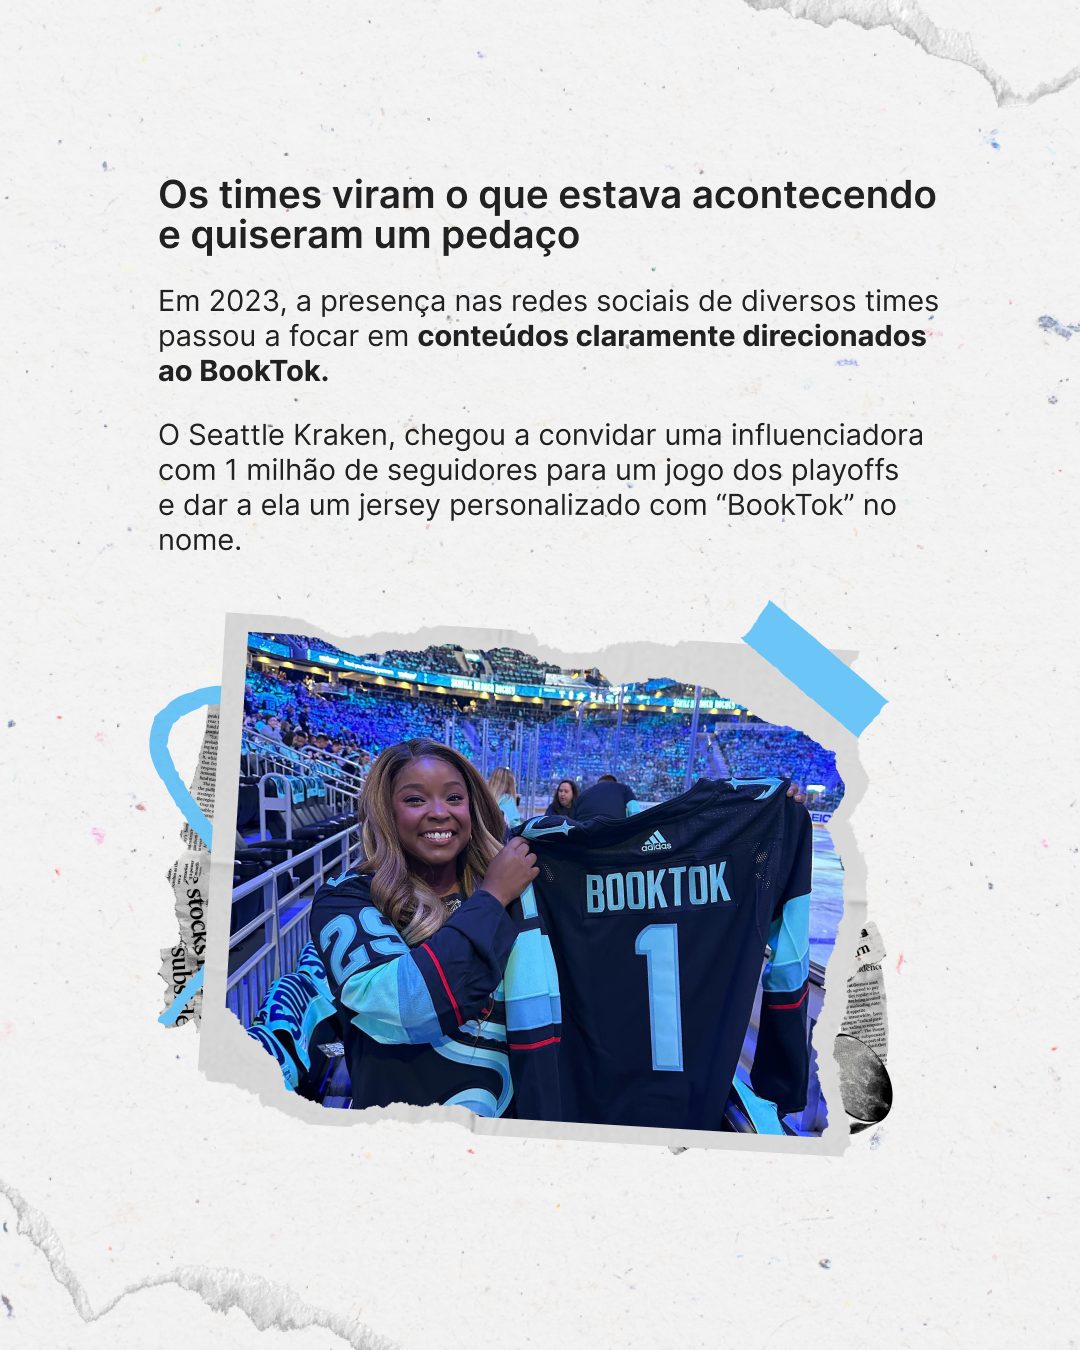 Os times viram o que estava acontecendo
e quiseram um pedaço
Em 2023, a presença nas redes sociais de diversos times
passou a focar em conteúdos claramente direcionados
ao BookTok.
O Seattle Kraken, chegou a convidar uma influenciadora
com 1 milhão de seguidores para um jogo dos playoffs
e dar a ela um jersey personalizado com “BookTok” no
nome.
adidas
BOOKTOK
1
29
stocks